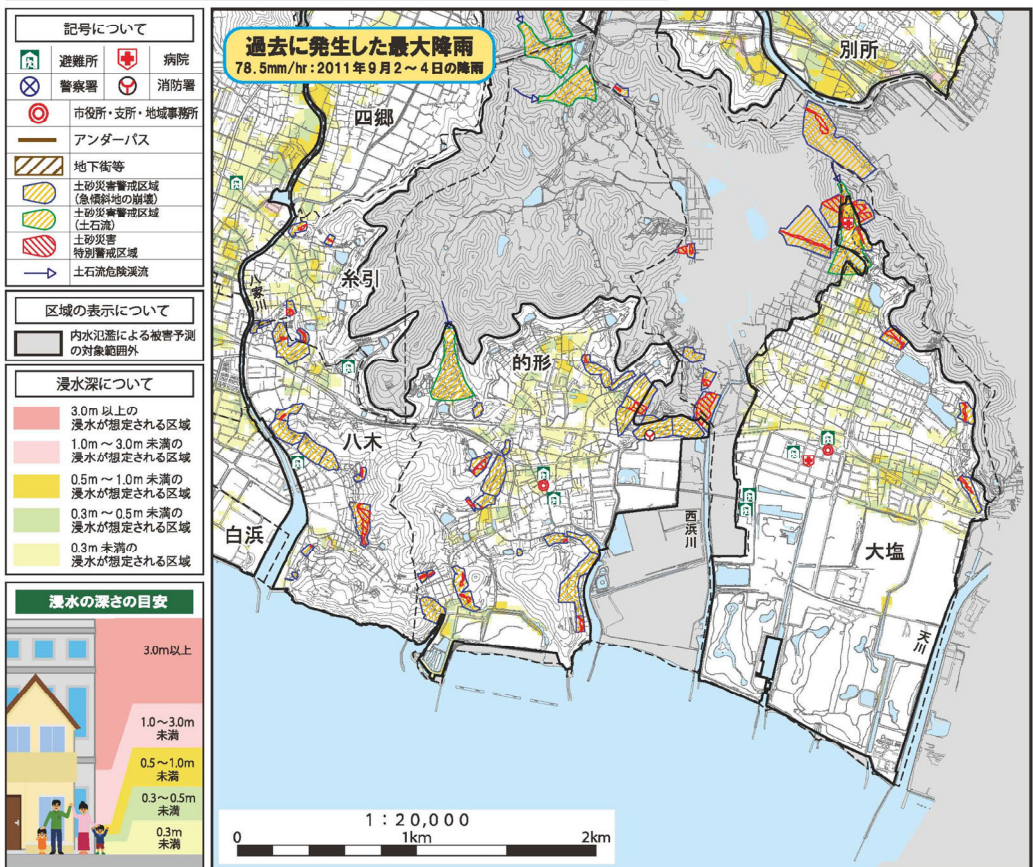 記号について
避難所
病院
警察署
消防署
市役所・支所・地域事務所
アンダーパス
地下街等
土砂災害警戒区域
(急傾斜地の崩壊)
土砂災害警戒区域
(土石流)
土砂災害
特別警戒区域
土石流危険渓流
区域の表示について
内水氾濫による被害予測
の対象範囲外
浸水深について
3.0m 以上の
浸水が想定される区域
1.0m ～ 3.0m 未満の
浸水が想定される区域
0.5m ～ 1.0m 未満の
浸水が想定される区域
0.3m ～ 0.5m 未満の
浸水が想定される区域
0.3m 未満の
浸水が想定される区域
浸水の深さの目安
3.0m以上
1.0～3.0m
未満
0.5～1.0m
未満
0.3～0.5m
未満
0.3m
未満
過去に発生した最大降雨
78.5mm/hr：2011年9月2～4日の降雨
別所
四郷
糸引
八家川
的形
八木
白浜
西浜川
大塩
天川
1：20,000
0
1km
2km